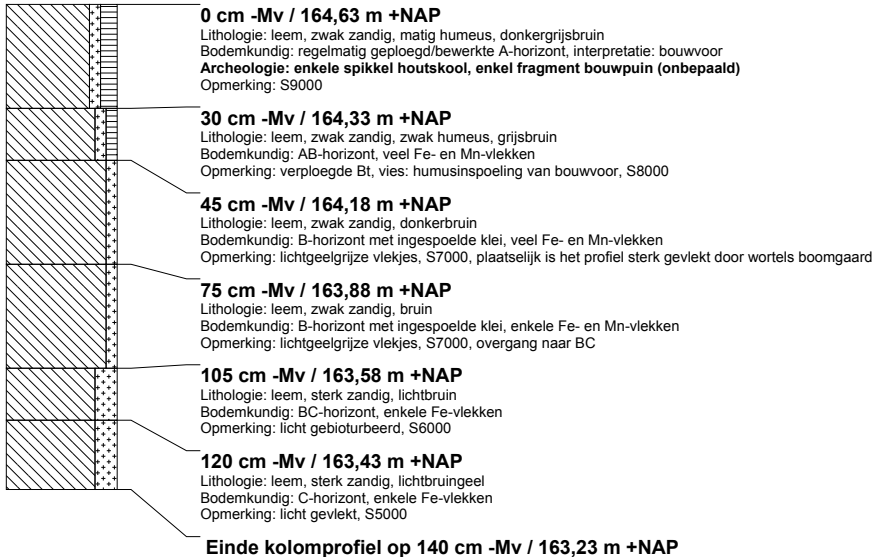 0 cm -Mv / 164,63 m +NAP
Lithologie: leem, zwak zandig, matig humeus, donkergrijsbruin
Bodemkundig: regelmatig geploegd/bewerkte A-horizont, interpretatie: bouwvoor
Archeologie: enkele spikkel houtskool, enkel fragment bouwpuin (onbepaald)
Opmerking: S9000
30 cm -Mv / 164,33 m +NAP
Lithologie: leem, zwak zandig, zwak humeus, grijsbruin
Bodemkundig: AB-horizont, veel Fe- en Mn-vlekken
Opmerking: verploegde Bt, vies: humusinspoeling van bouwvoor, S8000
45 cm -Mv / 164,18 m +NAP
Lithologie: leem, zwak zandig, donkerbruin
Bodemkundig: B-horizont met ingespoelde klei, veel Fe- en Mn-vlekken
Opmerking: lichtgeelgrijze vlekjes, S7000, plaatselijk is het profiel sterk gevlekt door wortels boomgaard
75 cm -Mv / 163,88 m +NAP
Lithologie: leem, zwak zandig, bruin
Bodemkundig: B-horizont met ingespoelde klei, enkele Fe- en Mn-vlekken
Opmerking: lichtgeelgrijze vlekjes, S7000, overgang naar BC
105 cm -Mv / 163,58 m +NAP
Lithologie: leem, sterk zandig, lichtbruin
Bodemkundig: BC-horizont, enkele Fe-vlekken
Opmerking: licht gebioturbeerd, S6000
120 cm -Mv / 163,43 m +NAP
Lithologie: leem, sterk zandig, lichtbruingeel
Bodemkundig: C-horizont, enkele Fe-vlekken
Opmerking: licht gevlekt, S5000
Einde kolomprofiel op 140 cm -Mv / 163,23 m +NAP